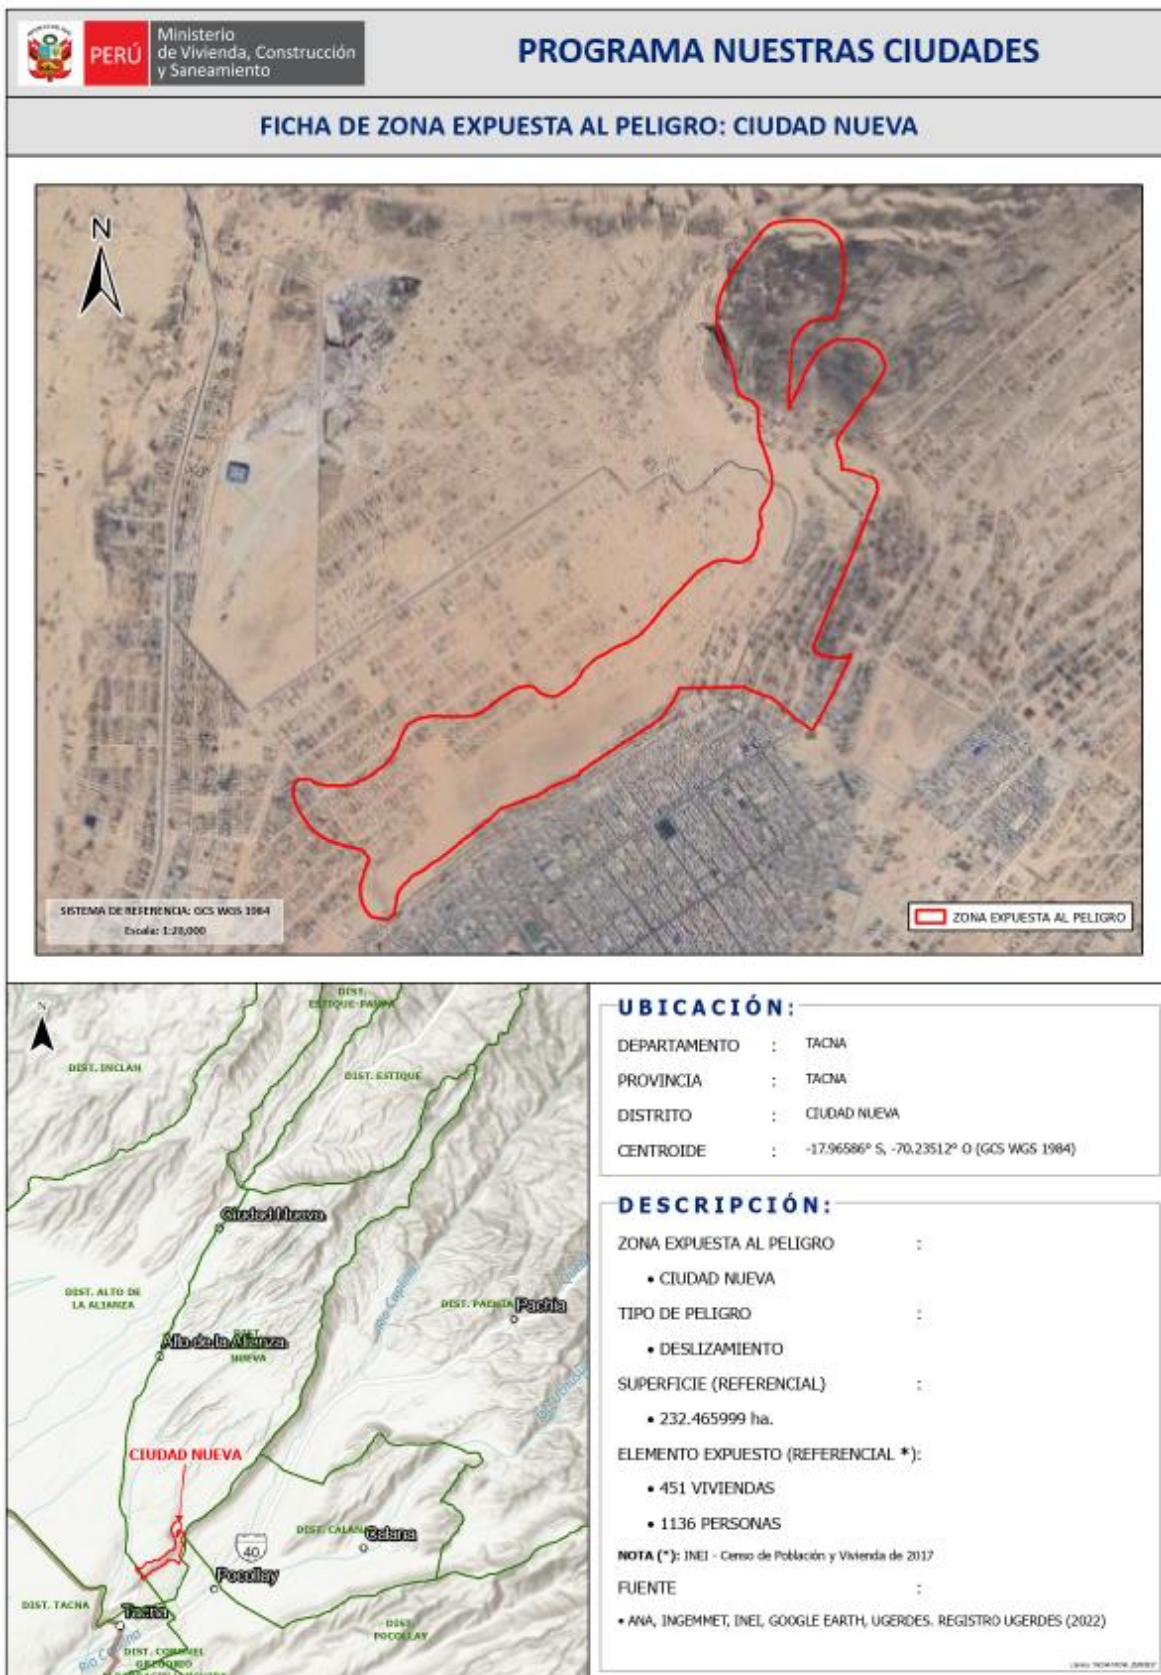 PERÚ
Ministerio
de Vivienda, Construcción
y Saneamiento
PROGRAMA NUESTRAS CIUDADES
FICHA DE ZONA EXPUESTA AL PELIGRO: CIUDAD NUEVA
N
SISTEMA DE REFERENCIA: GCS WGS 1984
Escala: 1:28,000
ZONA EXPUESTA AL PELIGRO
N
DIST.
ESTIQUE-PAMPA
DIST. INCLAN
DIST. ESTIQUE
Ciudad Nueva
DIST. ALTO DE
LA ALIANZA
Río Caplina
DIST. PACHIA
Pachia
Alto de la Alianza
DIST.
NUEVA
CIUDAD NUEVA
40
DIST. CALANA
Calana
Pocollay
DIST. TACNA
Tacna
DIST.
POCOLLAY
Río Caplina
DIST. CORONEL
GREGORIO
UBICACIÓN:
DEPARTAMENTO : TACNA
PROVINCIA : TACNA
DISTRITO : CIUDAD NUEVA
CENTROIDE : -17.96586° S, -70.23512° O (GCS WGS 1984)
DESCRIPCIÓN:
ZONA EXPUESTA AL PELIGRO :
• CIUDAD NUEVA
TIPO DE PELIGRO :
• DESLIZAMIENTO
SUPERFICIE (REFERENCIAL) :
• 232.465999 ha.
ELEMENTO EXPUESTO (REFERENCIAL *):
• 451 VIVIENDAS
• 1136 PERSONAS
NOTA (*): INEI - Censo de Población y Vivienda de 2017
FUENTE :
• ANA, INGEMMET, INEI, GOOGLE EARTH, UGERDES. REGISTRO UGERDES (2022)